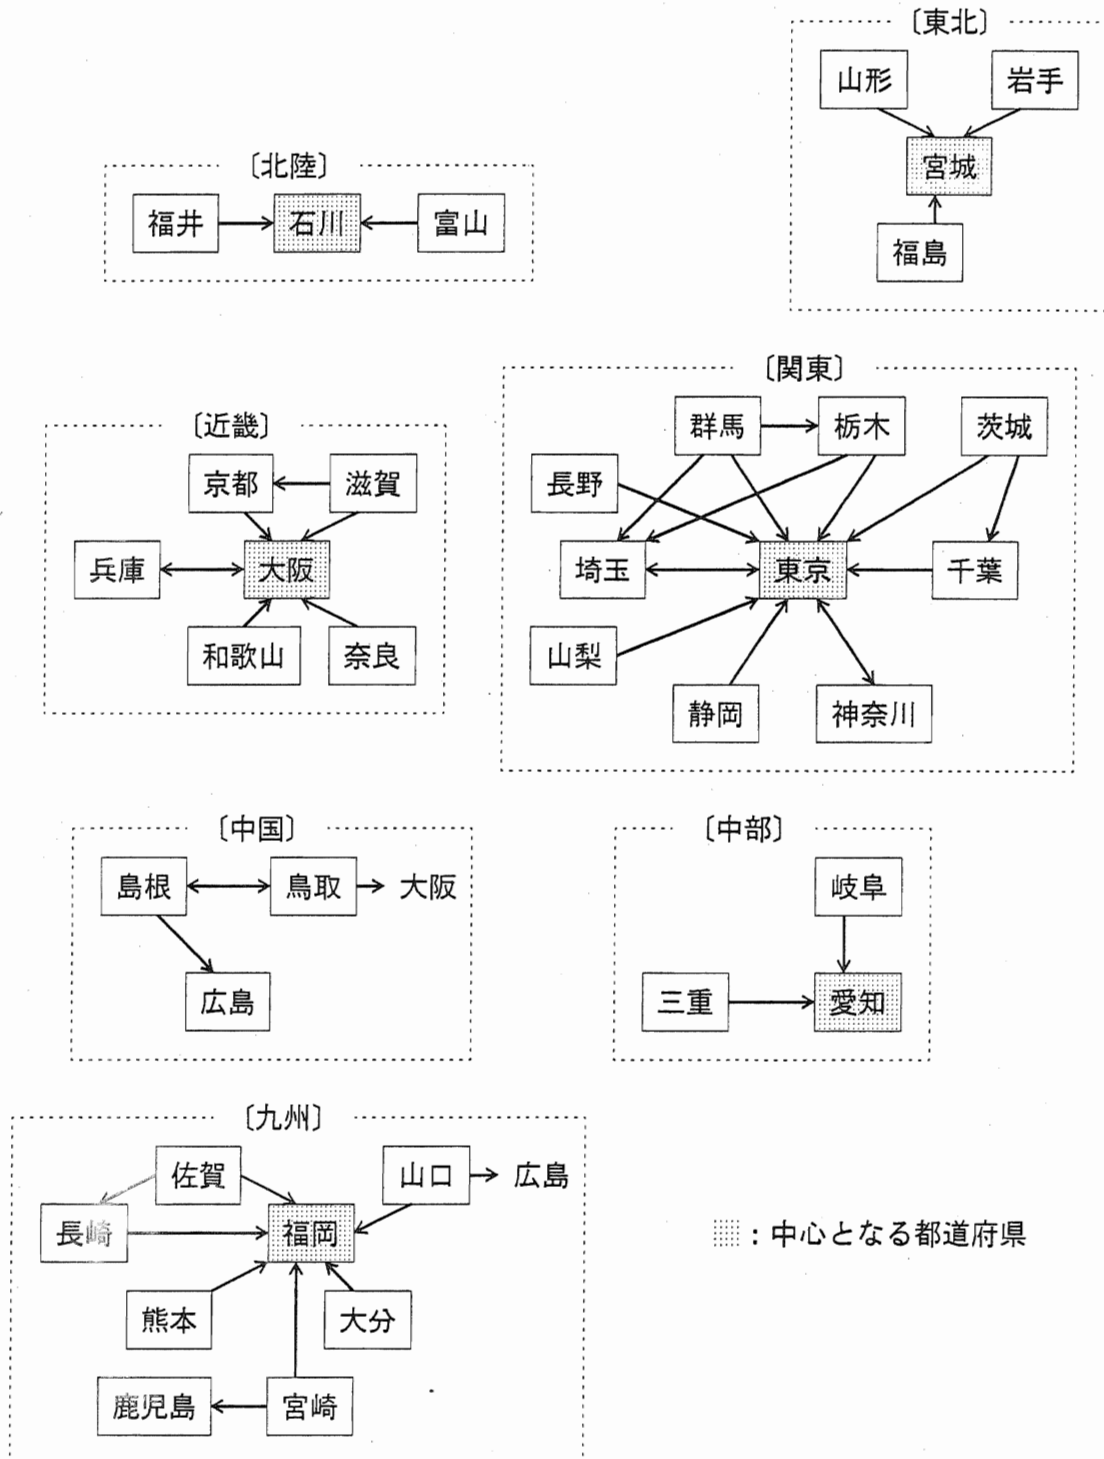 〔東北〕
山形
岩手
宮城
福島
〔北陸〕
福井
石川
富山
〔関東〕
群馬
栃木
茨城
長野
埼玉
東京
千葉
山梨
静岡
神奈川
〔近畿〕
京都
滋賀
兵庫
大阪
和歌山
奈良
〔中国〕
島根
鳥取
大阪
広島
〔中部〕
岐阜
三重
愛知
〔九州〕
佐賀
山口
広島
長崎
福岡
熊本
大分
鹿児島
宮崎
：中心となる都道府県